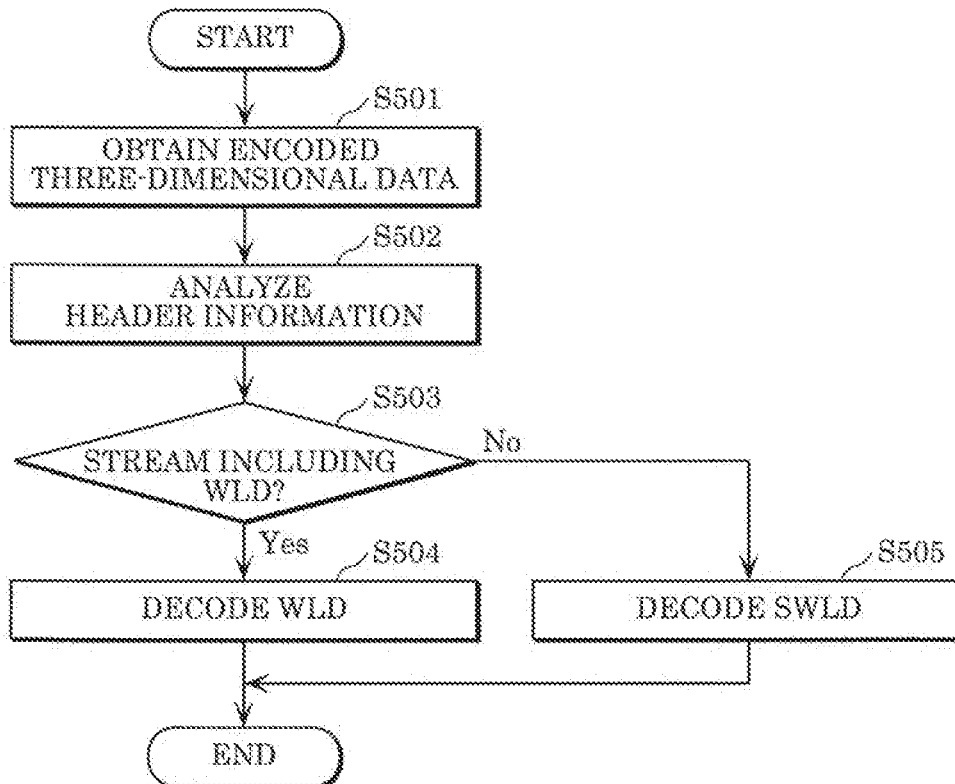 START
S501
OBTAIN ENCODED
THREE-DIMENSIONAL DATA
S502
ANALYZE
HEADER INFORMATION
S503
STREAM INCLUDING
WLD?
No
Yes
S504
DECODE WLD
S505
DECODE SWLD
END